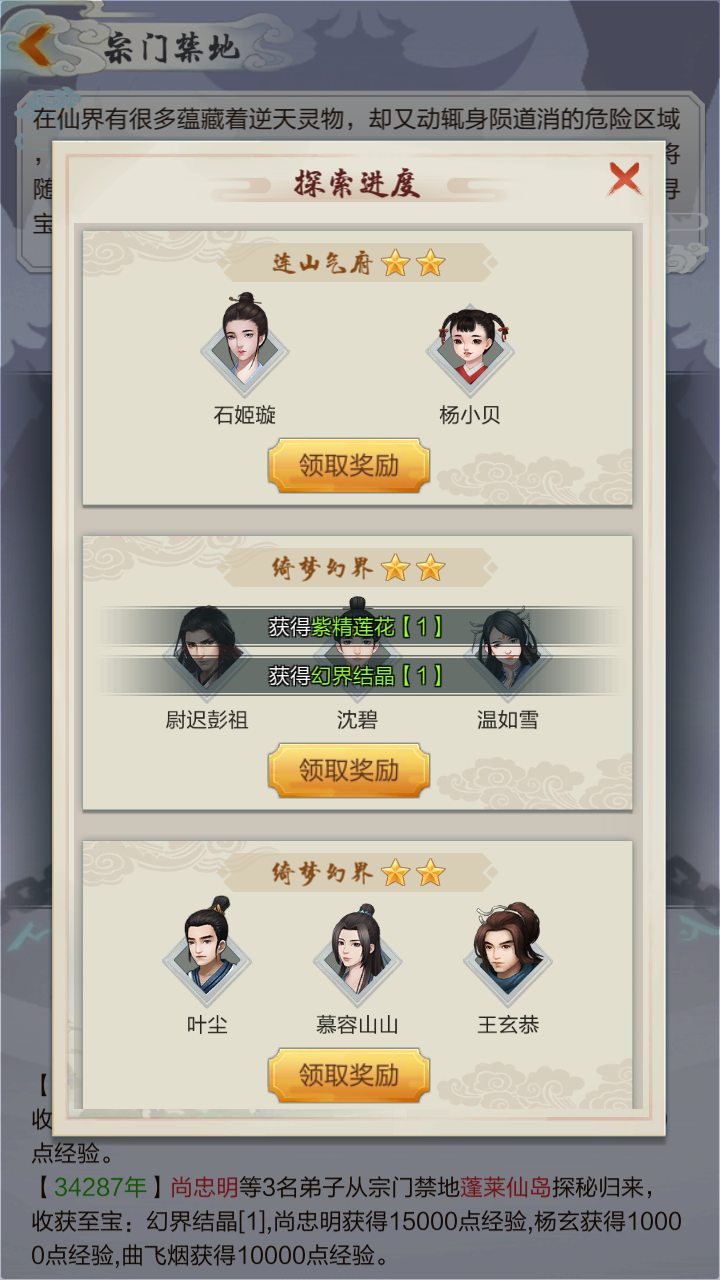 宗门禁地
在仙界有很多蕴藏着逆天灵物，却又动辄身陨道消的危险区域
，
将
随
寻
宝
探索进度
连山气府
石姬璇
杨小贝
领取奖励
绮梦幻界
获得紫精莲花【1】
获得幻界结晶【1】
尉迟彭祖
沈碧
温如雪
领取奖励
绮梦幻界
叶尘
慕容山山
王玄恭
领取奖励
【
收
点经验。
【34287年】尚忠明等3名弟子从宗门禁地蓬莱仙岛探秘归来，
收获至宝：幻界结晶[1],尚忠明获得15000点经验,杨玄获得1000
0点经验,曲飞烟获得10000点经验。